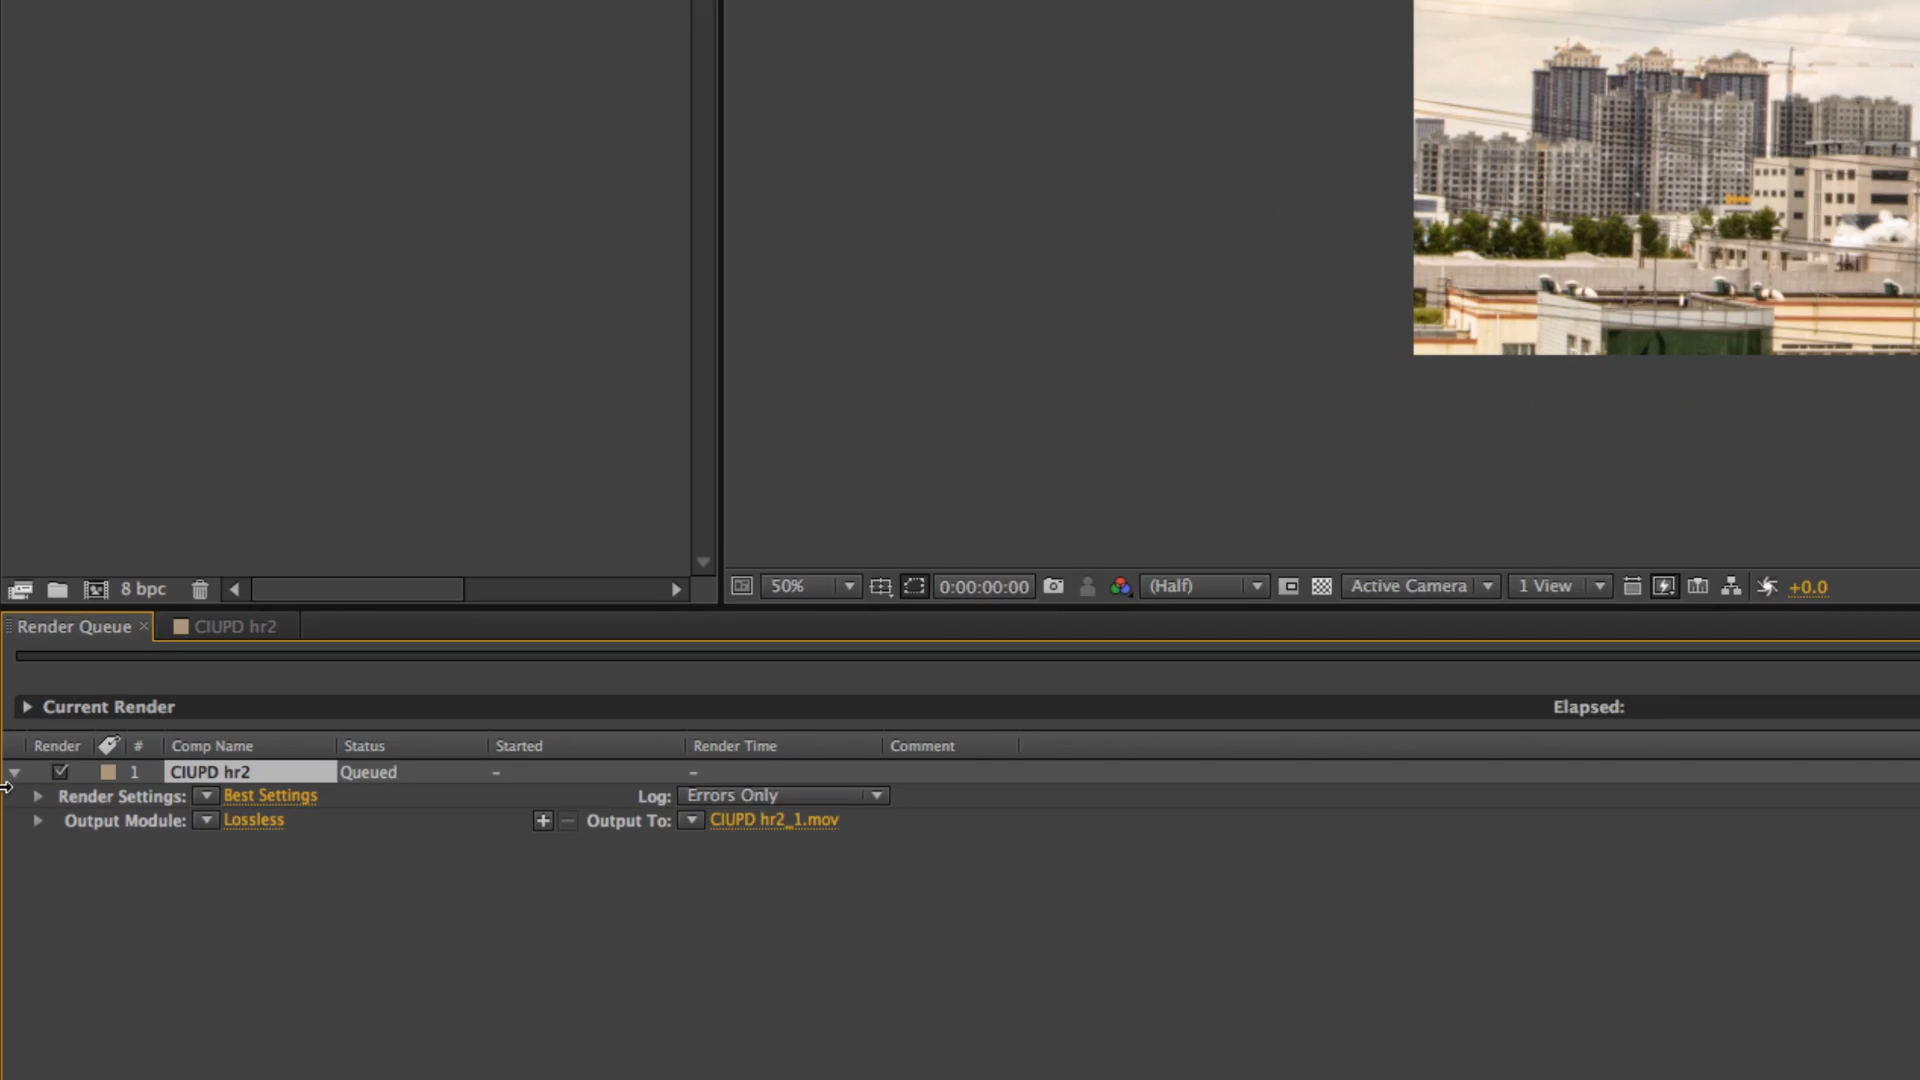 8 bpc
50%
0:00:00:00
(Half)
Active Camera
1 View
+0.0
Render Queue ×
CIUPD hr2
Current Render
Elapsed:
Render
#
Comp Name
Status
Started
Render Time
Comment
1
CIUPD hr2
Queued
–
–
Render Settings:
Best Settings
Log:
Errors Only
Output Module:
Lossless
+
–
Output To:
CIUPD hr2_1.mov